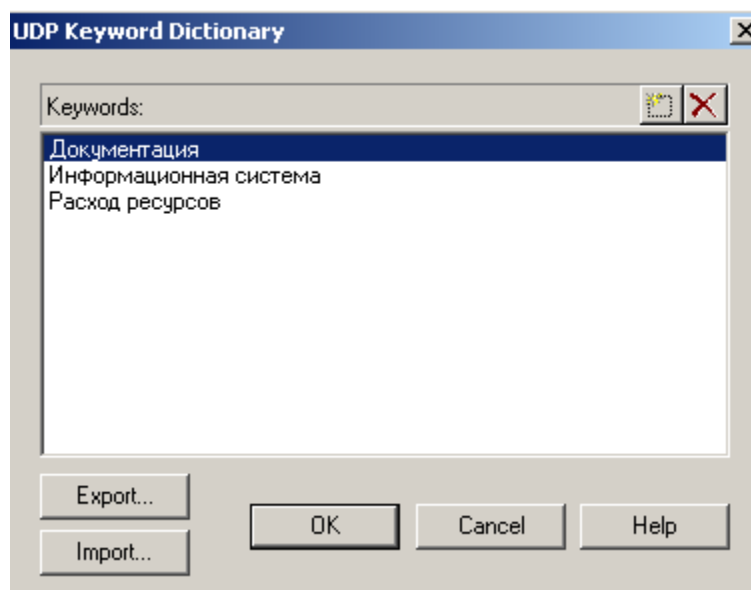 UDP Keyword Dictionary
Keywords:
Документация
Информационная система
Расход ресурсов
Export...
Import...
OK
Cancel
Help